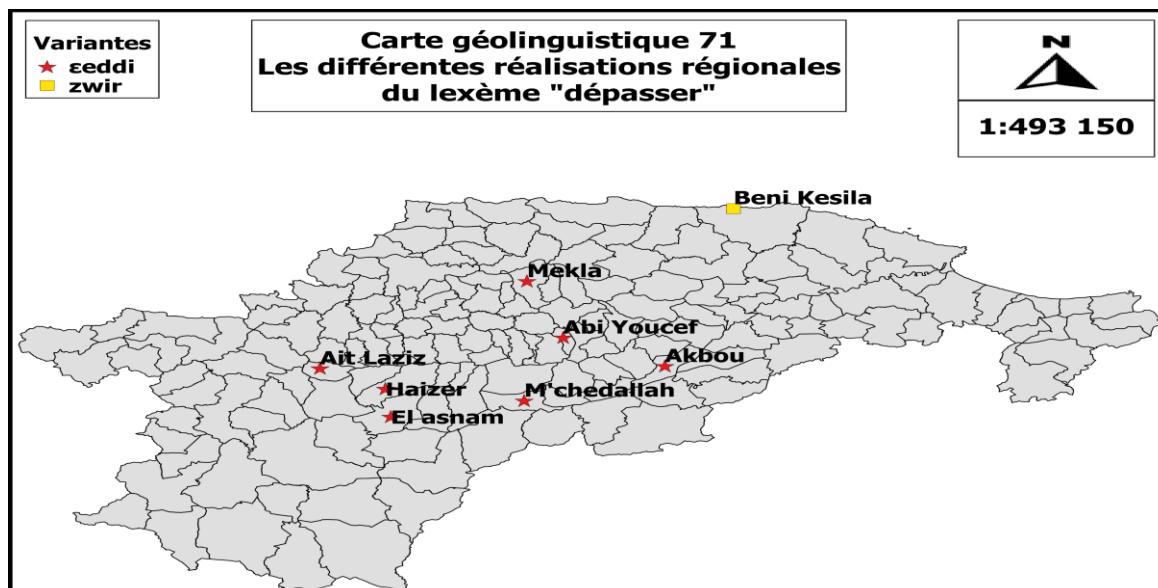 Variantes
ɛeddi
zwir
Carte géolinguistique 71
Les différentes réalisations régionales
du lexème "dépasser"
N
1:493 150
Beni Kesila
Mekla
Abi Youcef
Ait Laziz
Akbou
Haizer
M'chedallah
El asnam